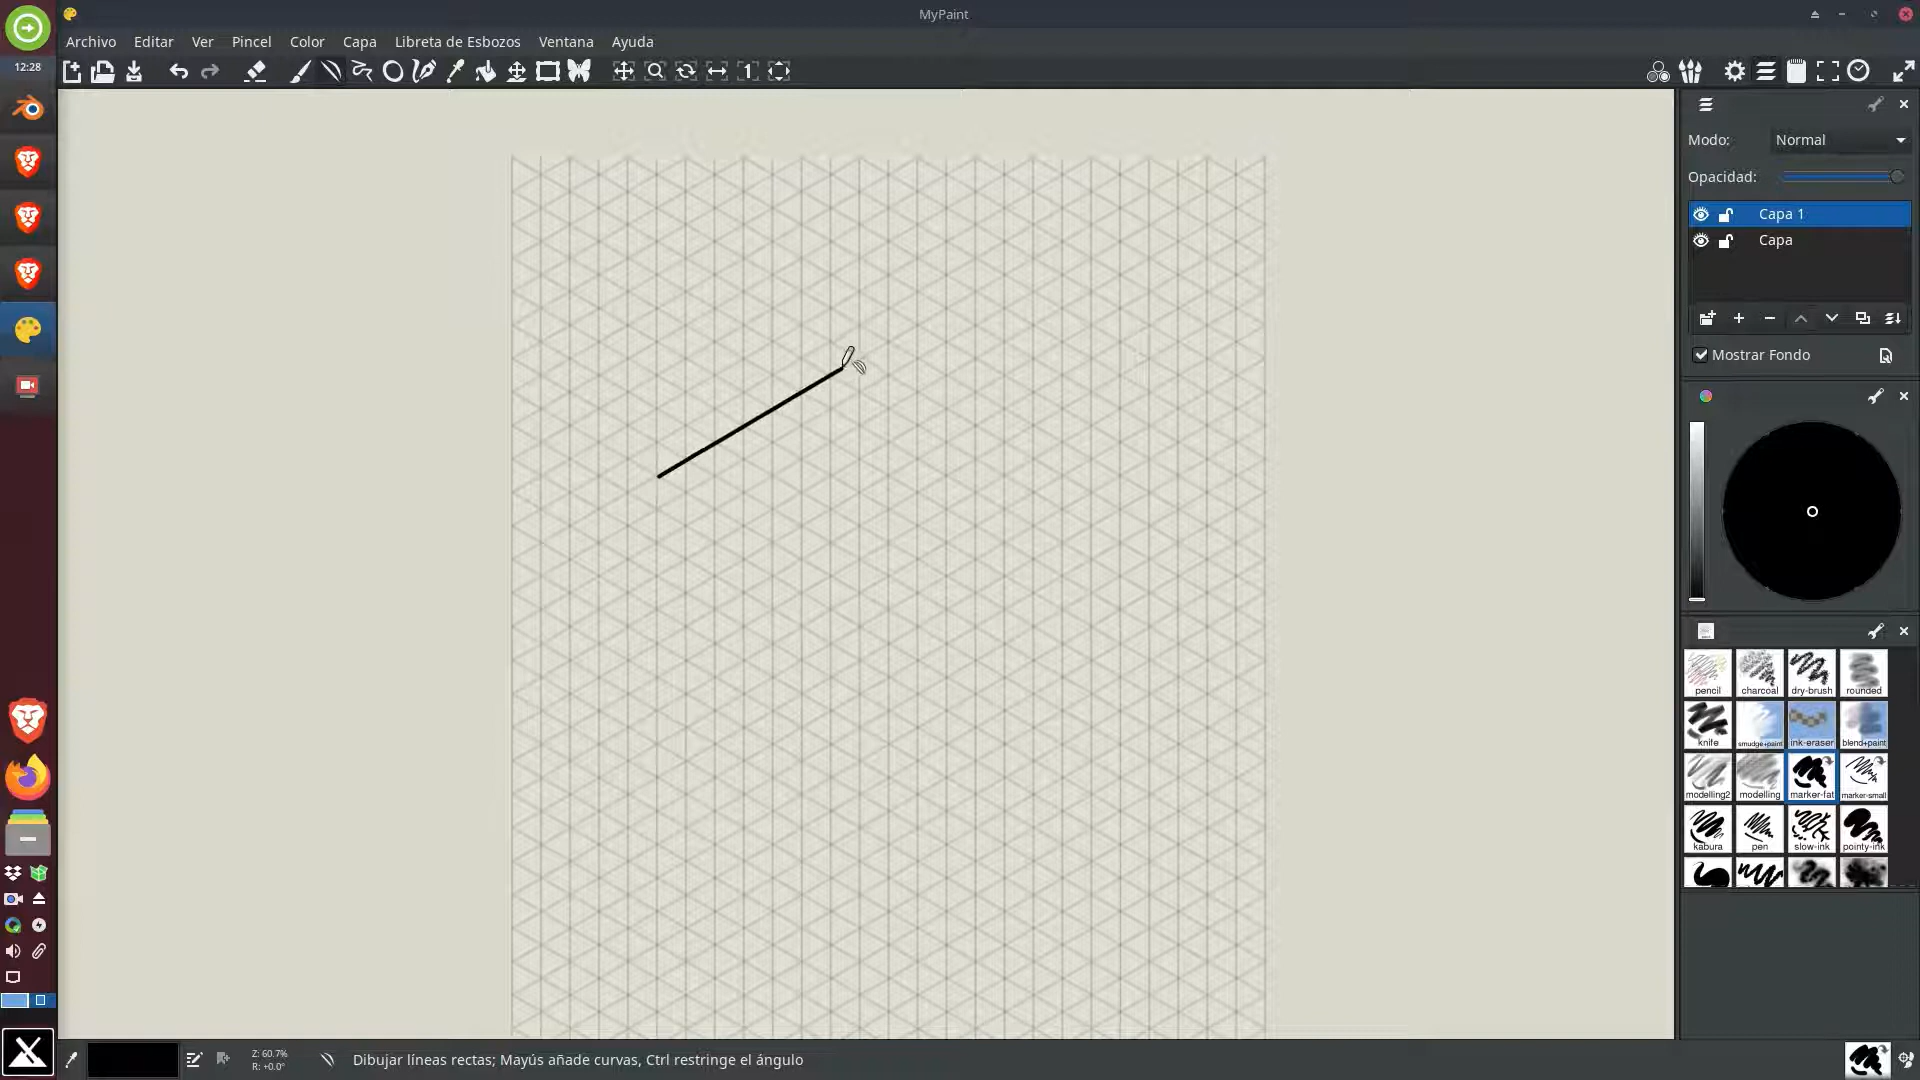 MyPaint
Archivo Editar Ver Pincel Color Capa Libreta de Esbozos Ventana Ayuda
12:28
1
Modo: Normal
Opacidad:
Capa 1
Capa
Mostrar Fondo
pencil charcoal dry-brush rounded
knife smudge+paint ink-eraser blend+paint
modelling2 modelling marker-fat marker-small
kabura pen slow-ink pointy-ink
Z: 60.7%
R: +0.0°
Dibujar líneas rectas; Mayús añade curvas, Ctrl restringe el ángulo